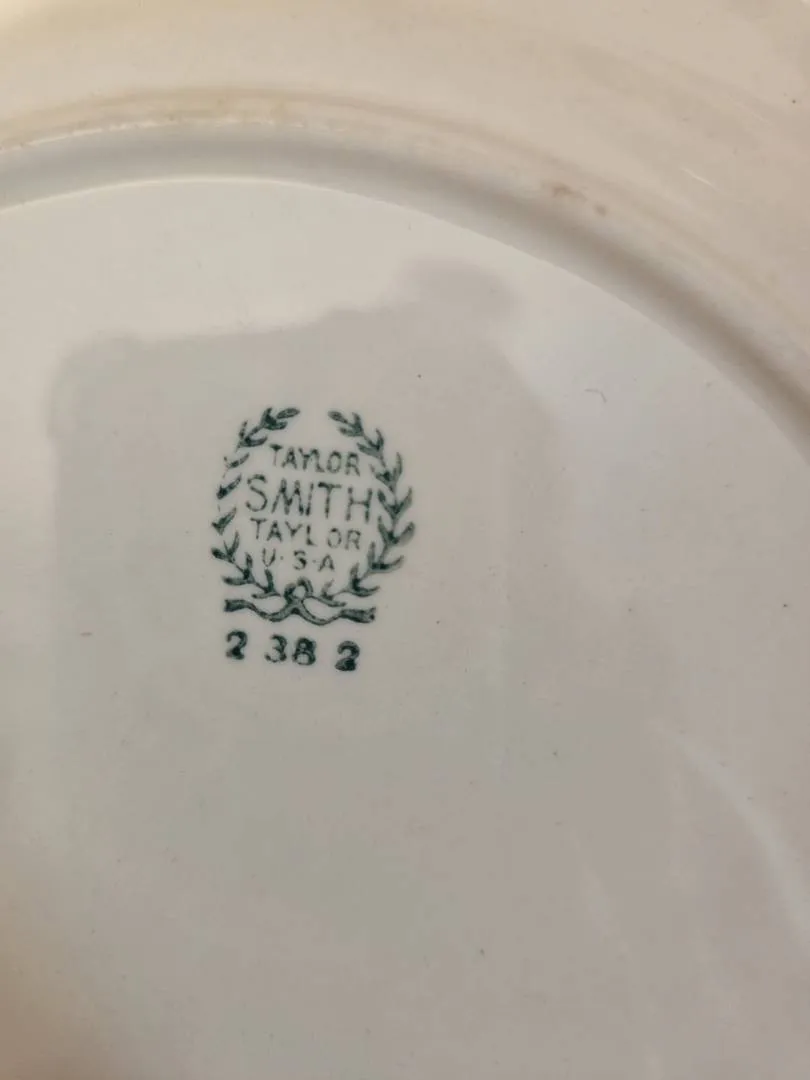 TAYLOR
SMITH
TAYLOR
U·S·A
2 38 2